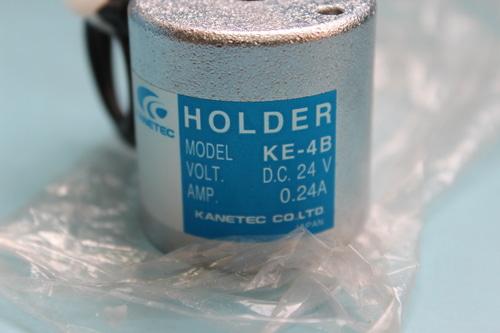 KANETEC
HOLDER
MODEL KE-4B
VOLT. D.C. 24 V
AMP. 0.24A
KANETEC CO.LTD
JAPAN